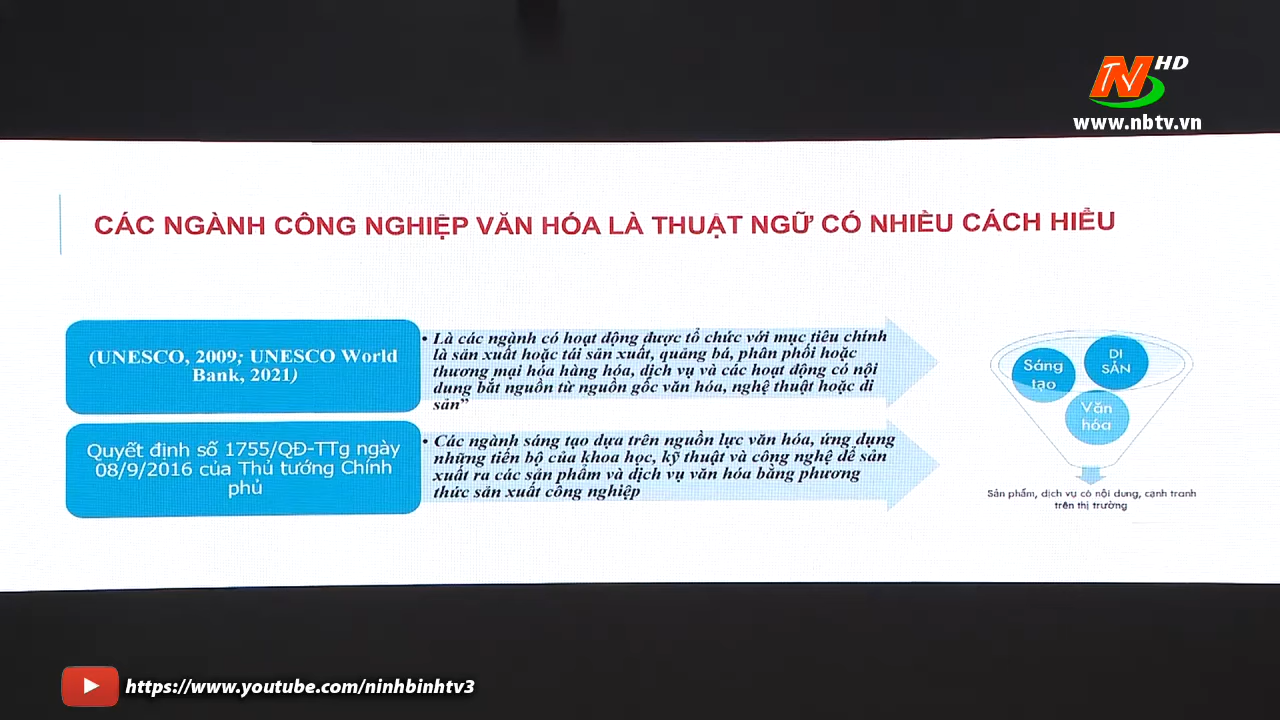 NTV HD
www.nbtv.vn
CÁC NGÀNH CÔNG NGHIỆP VĂN HÓA LÀ THUẬT NGỮ CÓ NHIỀU CÁCH HIỂU
(UNESCO, 2009; UNESCO World
Bank, 2021)
• Là các ngành có hoạt động được tổ chức với mục tiêu chính
là sản xuất hoặc tái sản xuất, quảng bá, phân phối hoặc
thương mại hóa hàng hóa, dịch vụ và các hoạt động có nội
dung bắt nguồn từ nguồn gốc văn hóa, nghệ thuật hoặc di
sản”
Quyết định số 1755/QĐ-TTg ngày
08/9/2016 của Thủ tướng Chính
phủ
• Các ngành sáng tạo dựa trên nguồn lực văn hóa, ứng dụng
những tiến bộ của khoa học, kỹ thuật và công nghệ để sản
xuất ra các sản phẩm và dịch vụ văn hóa bằng phương
thức sản xuất công nghiệp
Sáng
tạo
DI
SẢN
Văn
hóa
Sản phẩm, dịch vụ có nội dung, cạnh tranh
trên thị trường
https://www.youtube.com/ninhbinhtv3